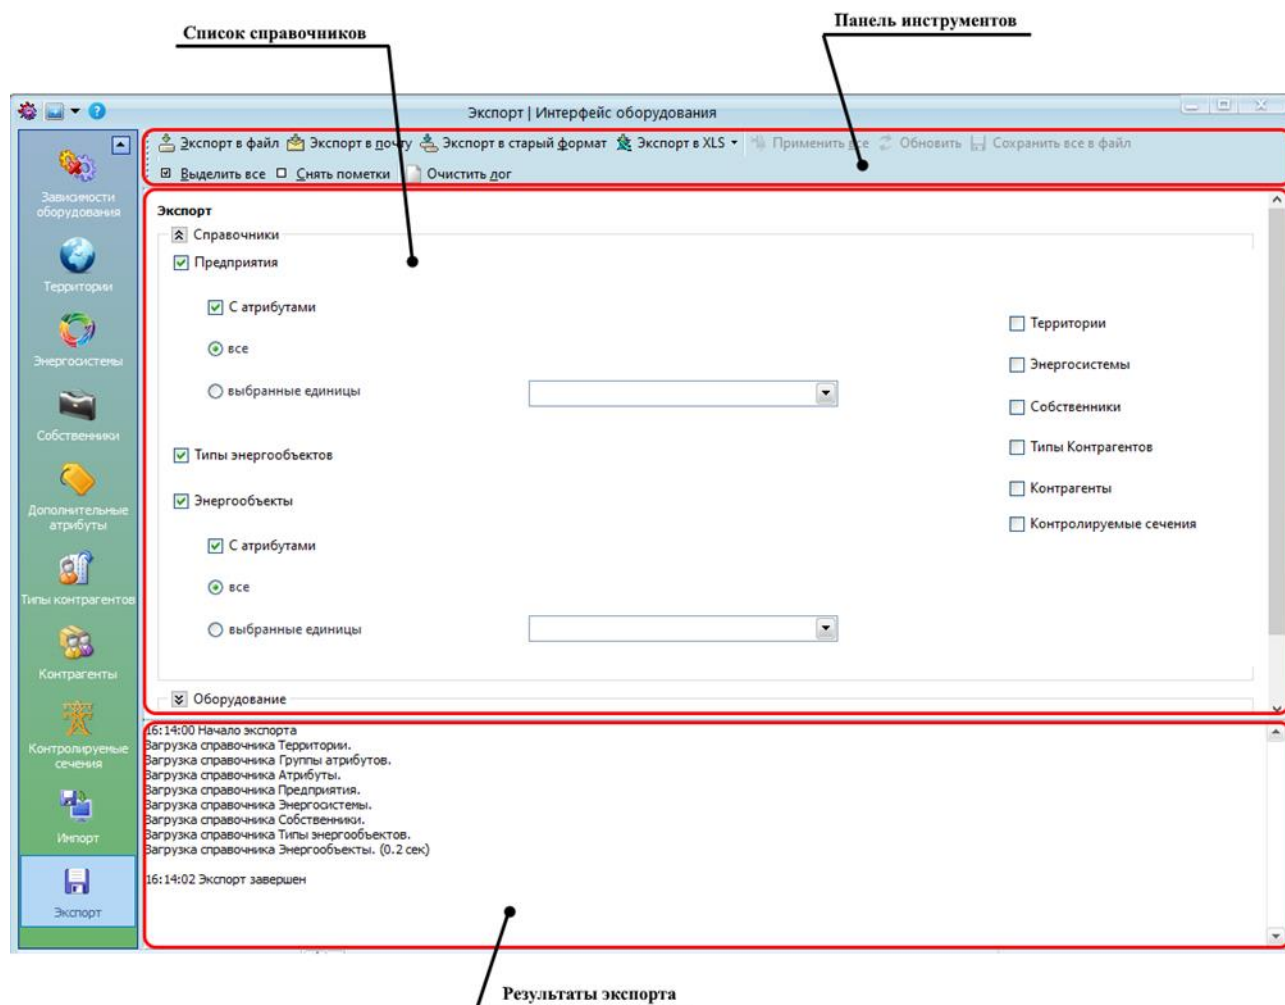 Список справочников
Панель инструментов
Экспорт | Интерфейс оборудования
Экспорт в файл Экспорт в почту Экспорт в старый формат Экспорт в XLS Применить все Обновить Сохранить все в файл
Выделить все Снять пометки Очистить лог
Зависимости
оборудования
Территории
Энергосистемы
Собственники
Дополнительные
атрибуты
Типы контрагентов
Контрагенты
Контролируемые
сечения
Импорт
Экспорт
Экспорт
Справочники
Предприятия
С атрибутами
все
выбранные единицы
Типы энергообъектов
Энергообъекты
С атрибутами
все
выбранные единицы
Территории
Энергосистемы
Собственники
Типы Контрагентов
Контрагенты
Контролируемые сечения
Оборудование
16:14:00 Начало экспорта
Загрузка справочника Территории.
Загрузка справочника Группы атрибутов.
Загрузка справочника Атрибуты.
Загрузка справочника Предприятия.
Загрузка справочника Энергосистемы.
Загрузка справочника Собственники.
Загрузка справочника Типы энергообъектов.
Загрузка справочника Энергообъекты. (0.2 сек)
16:14:02 Экспорт завершен
Результаты экспорта